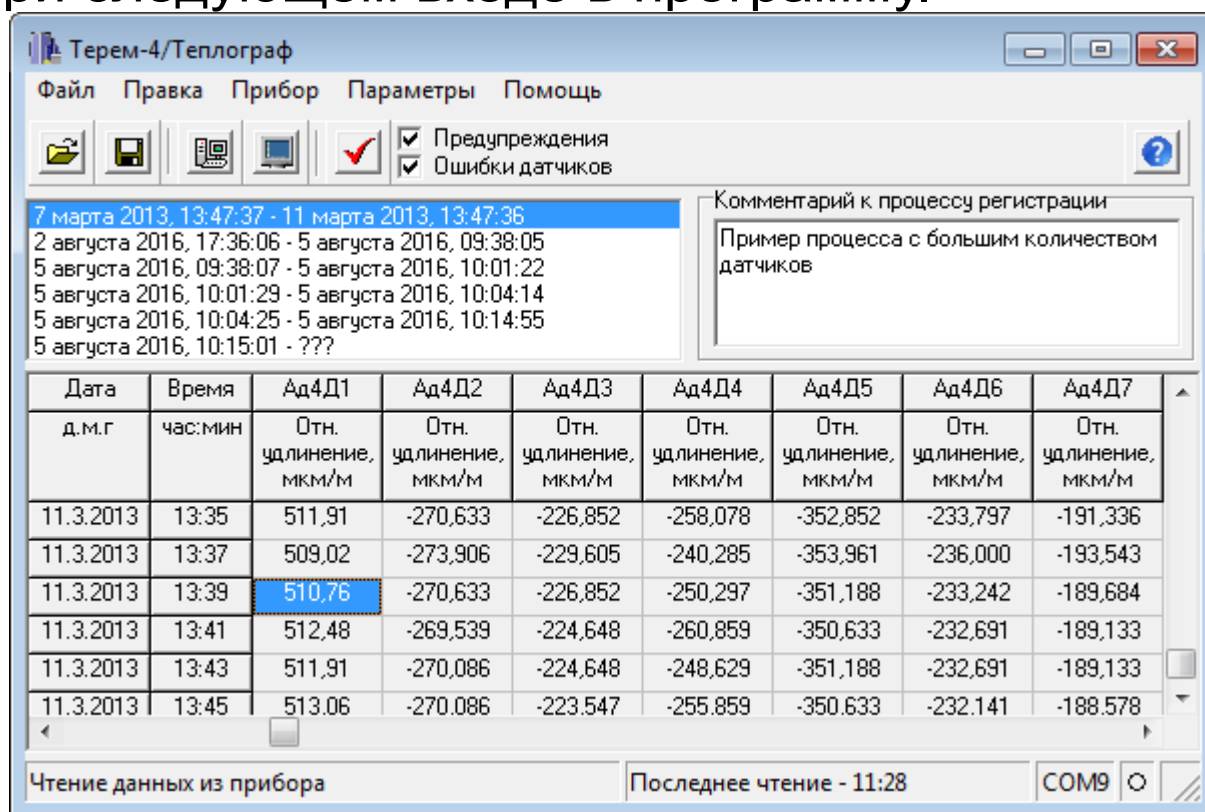 ри следующем входе в программу.
Терем-4/Теплограф
Файл Правка Прибор Параметры Помощь
Предупреждения
Ошибки датчиков
7 марта 2013, 13:47:37 - 11 марта 2013, 13:47:36
2 августа 2016, 17:36:06 - 5 августа 2016, 09:38:05
5 августа 2016, 09:38:07 - 5 августа 2016, 10:01:22
5 августа 2016, 10:01:29 - 5 августа 2016, 10:04:14
5 августа 2016, 10:04:25 - 5 августа 2016, 10:14:55
5 августа 2016, 10:15:01 - ???
Комментарий к процессу регистрации
Пример процесса с большим количеством
датчиков
Дата Время Ад4Д1 Ад4Д2 Ад4Д3 Ад4Д4 Ад4Д5 Ад4Д6 Ад4Д7
д.м.г час:мин Отн. Отн. Отн. Отн. Отн. Отн. Отн.
удлинение, удлинение, удлинение, удлинение, удлинение, удлинение, удлинение,
мкм/м мкм/м мкм/м мкм/м мкм/м мкм/м мкм/м
11.3.2013 13:35 511,91 -270,633 -226,852 -258,078 -352,852 -233,797 -191,336
11.3.2013 13:37 509,02 -273,906 -229,605 -240,285 -353,961 -236,000 -193,543
11.3.2013 13:39 510,76 -270,633 -226,852 -250,297 -351,188 -233,242 -189,684
11.3.2013 13:41 512,48 -269,539 -224,648 -260,859 -350,633 -232,691 -189,133
11.3.2013 13:43 511,91 -270,086 -224,648 -248,629 -351,188 -232,691 -189,133
11.3.2013 13:45 513,06 -270,086 -223,547 -255,859 -350,633 -232,141 -188,578
Чтение данных из прибора Последнее чтение - 11:28 COM9